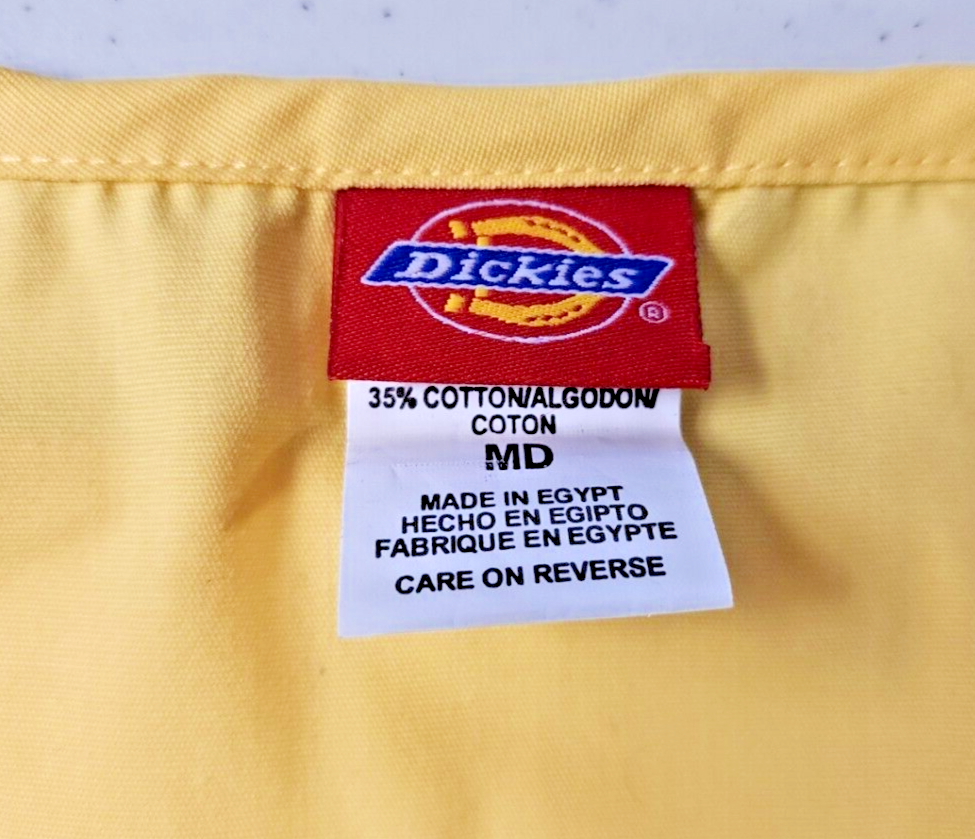 Dickies
®
35% COTTON/ALGODON/
COTON
MD
MADE IN EGYPT
HECHO EN EGIPTO
FABRIQUE EN EGYPTE
CARE ON REVERSE